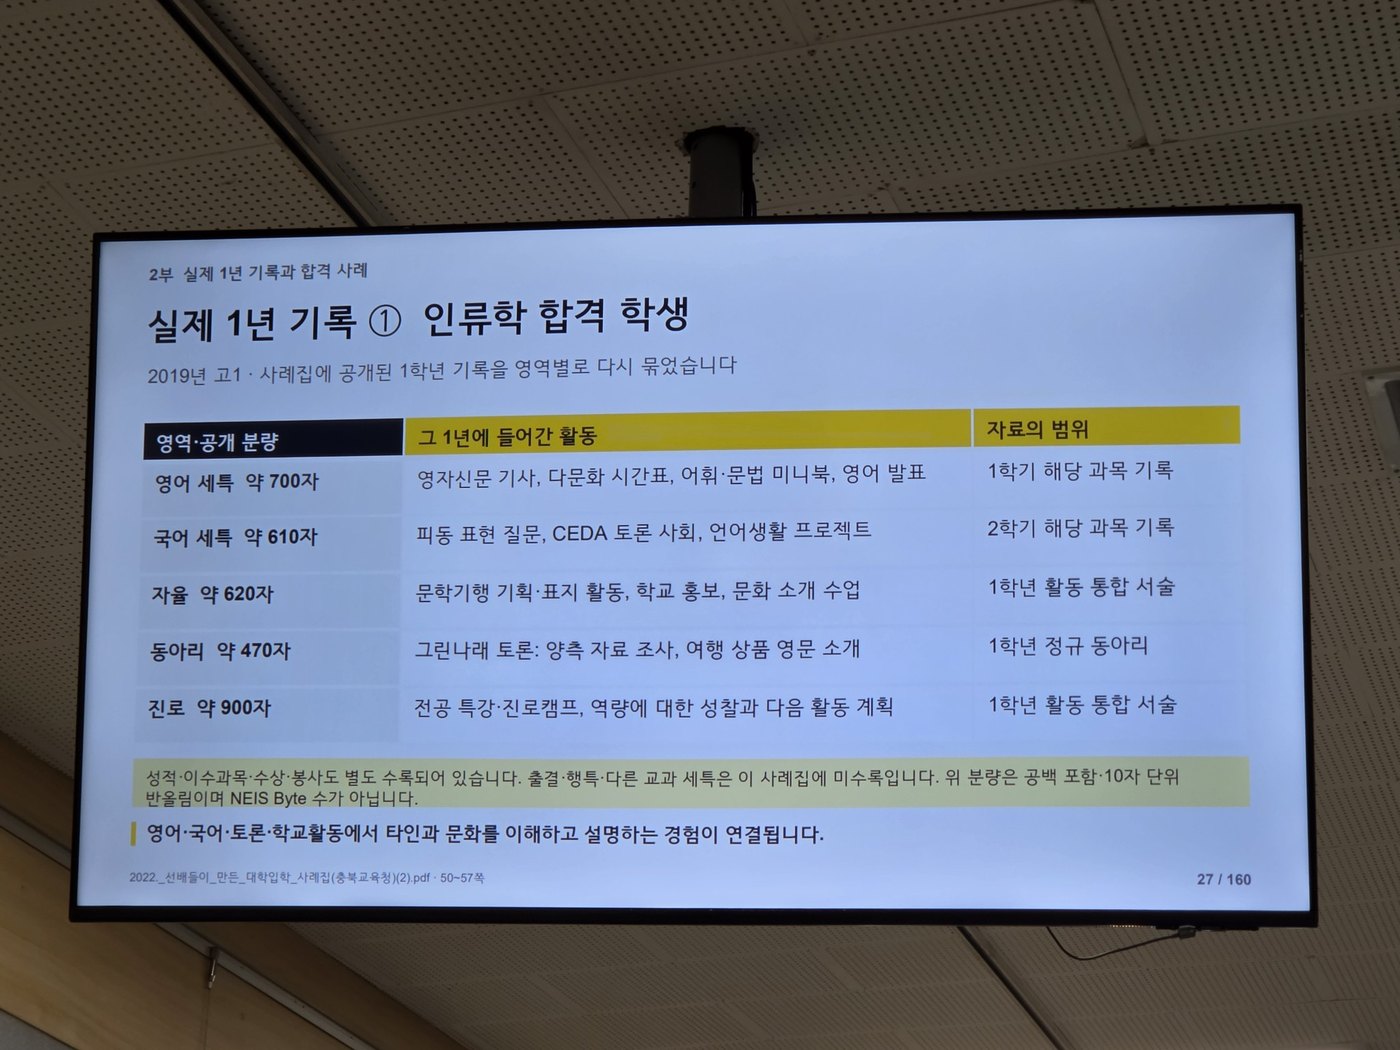 2부 실제 1년 기록과 합격 사례
실제 1년 기록 ① 인류학 합격 학생
2019년 고1 · 사례집에 공개된 1학년 기록을 영역별로 다시 묶었습니다
영역·공개 분량 그 1년에 들어간 활동 자료의 범위
영어 세특 약 700자 영자신문 기사, 다문화 시간표, 어휘·문법 미니북, 영어 발표 1학기 해당 과목 기록
국어 세특 약 610자 피동 표현 질문, CEDA 토론 사회, 언어생활 프로젝트 2학기 해당 과목 기록
자율 약 620자 문학기행 기획·표지 활동, 학교 홍보, 문화 소개 수업 1학년 활동 통합 서술
동아리 약 470자 그린나래 토론: 양측 자료 조사, 여행 상품 영문 소개 1학년 정규 동아리
진로 약 900자 전공 특강·진로캠프, 역량에 대한 성찰과 다음 활동 계획 1학년 활동 통합 서술
성적·이수과목·수상·봉사도 별도 수록되어 있습니다. 출결·행특·다른 교과 세특은 이 사례집에 미수록입니다. 위 분량은 공백 포함·10자 단위
반올림이며 NEIS Byte 수가 아닙니다.
영어·국어·토론·학교활동에서 타인과 문화를 이해하고 설명하는 경험이 연결됩니다.
2022._선배들이_만든_대학입학_사례집(충북교육청)(2).pdf · 50~57쪽
27 / 160